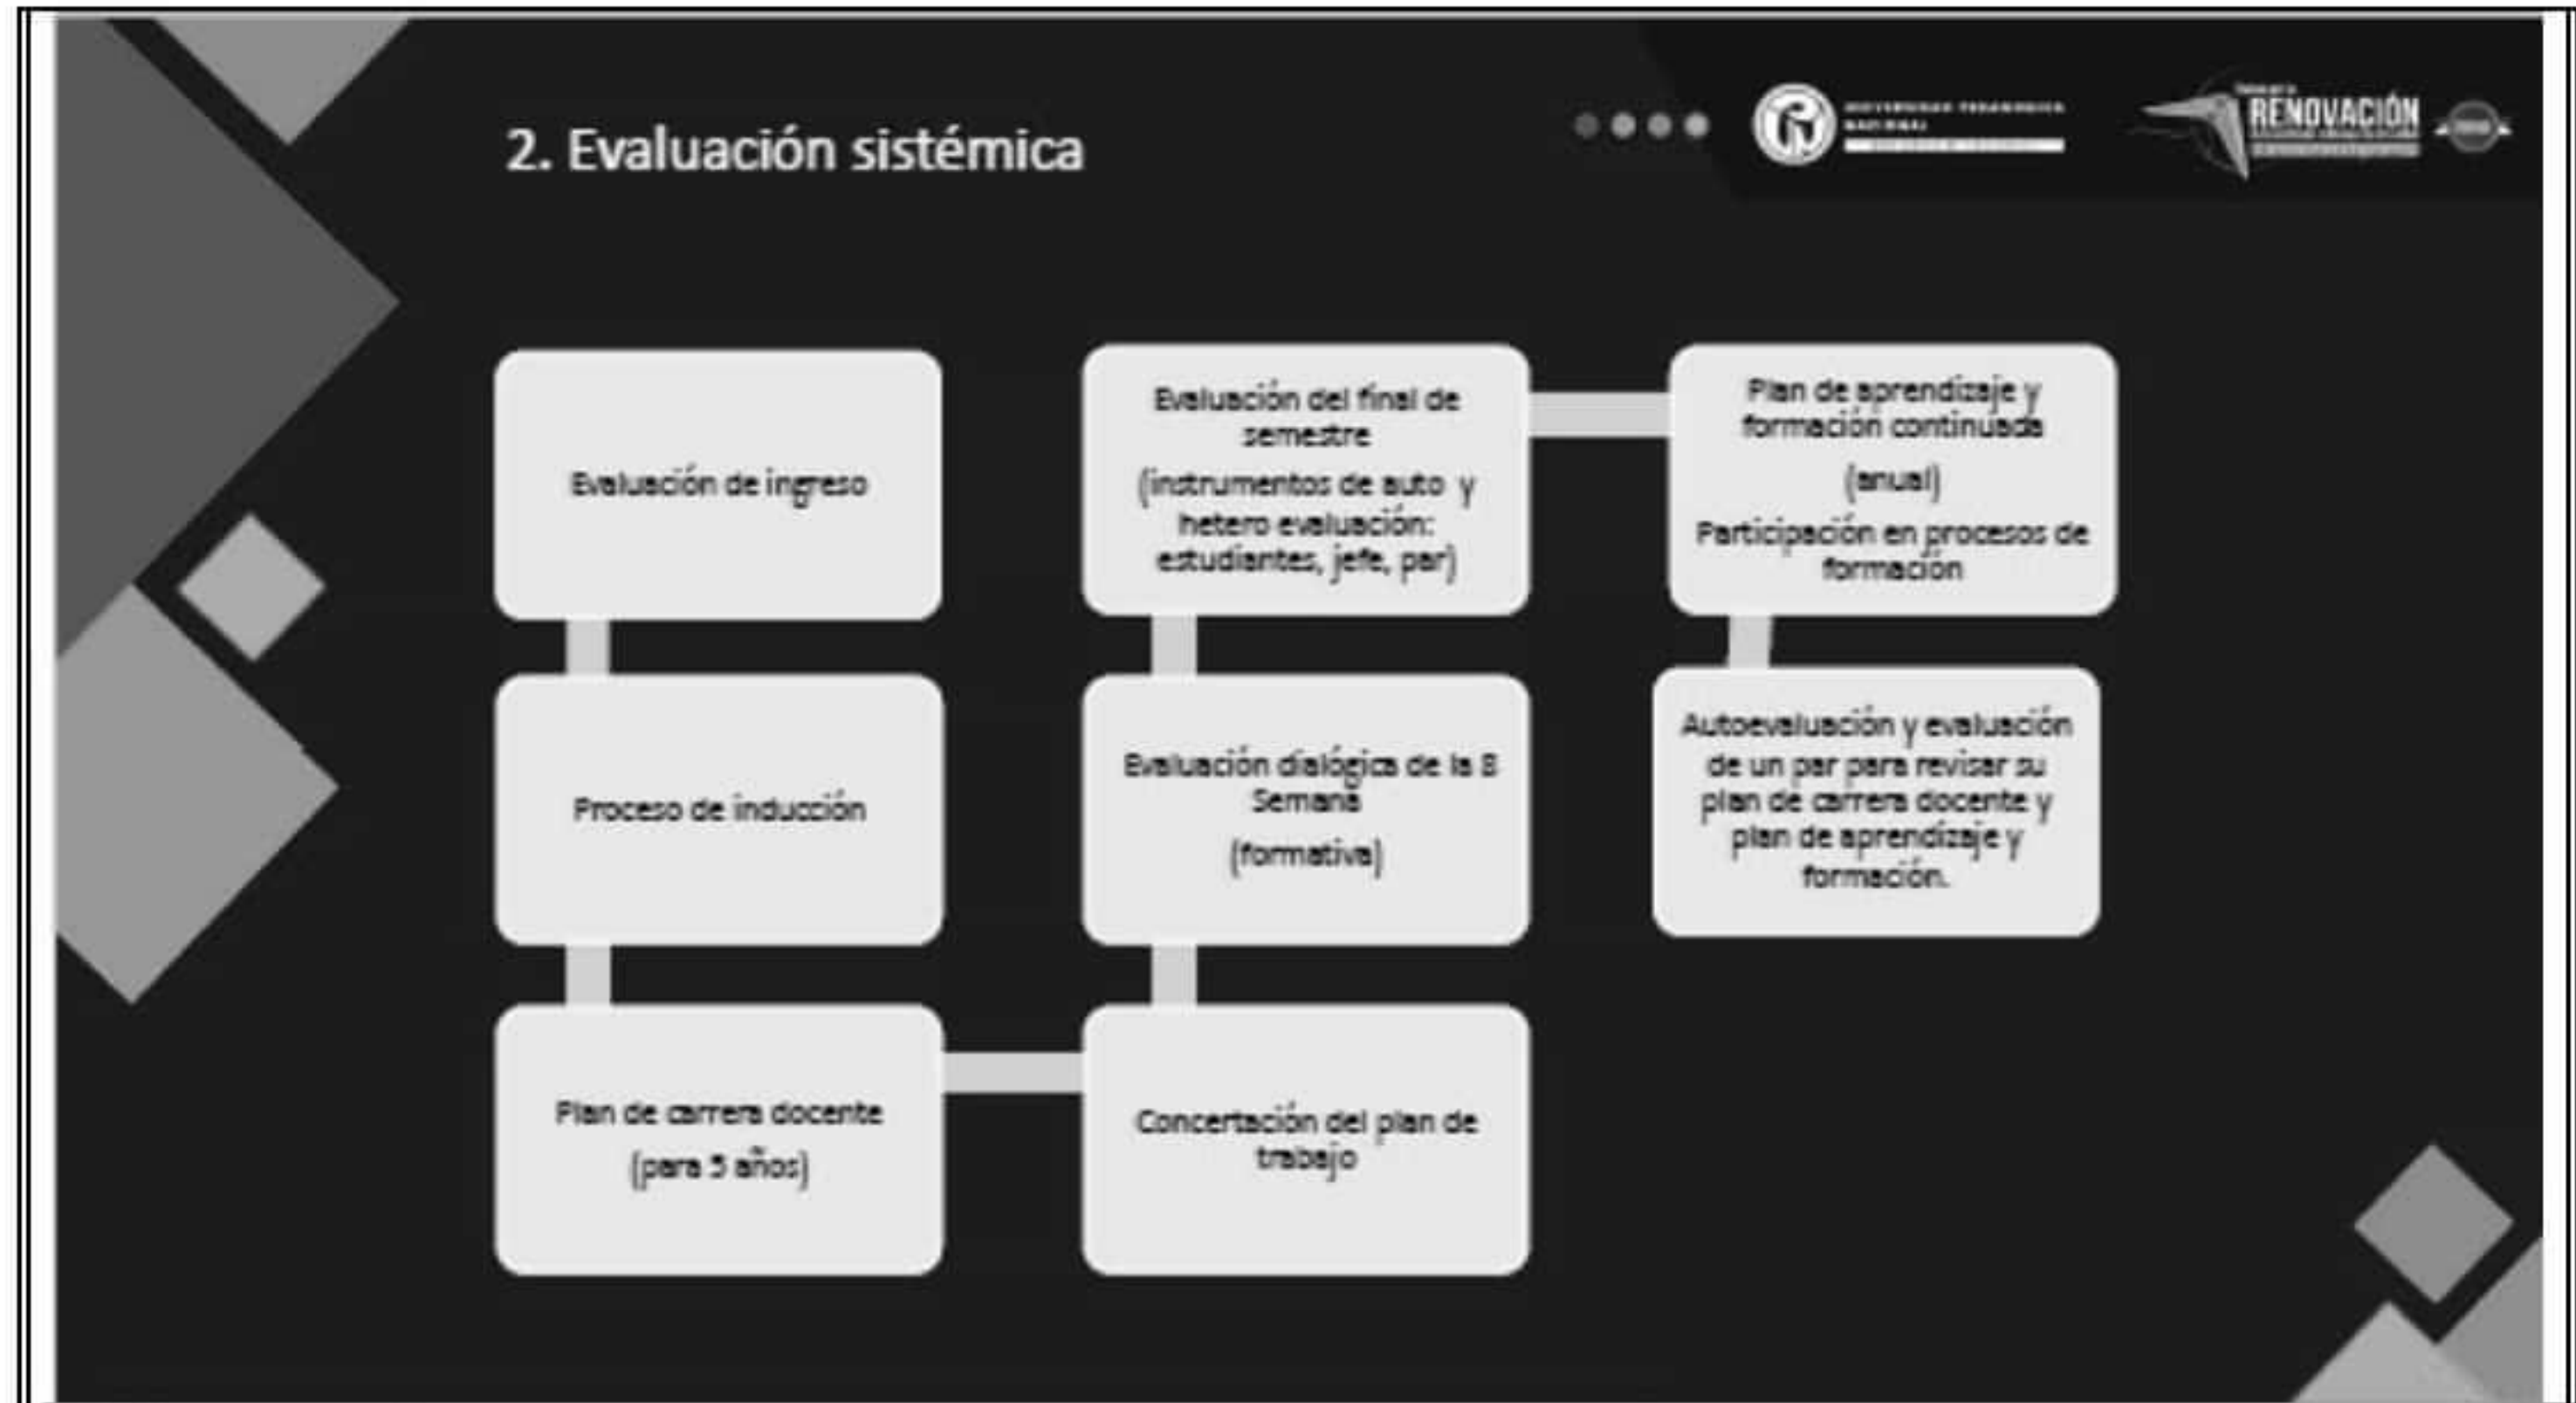 2. Evaluación sistémica
UNIVERSIDAD PEDAGOGICA
NACIONAL
RENOVACIÓN
Evaluación de ingreso
Proceso de inducción
Plan de carrera docente
(para 5 años)
Concertación del plan de
trabajo
Evaluación dialógica de la 8
Semana
(formativa)
Evaluación del final de
semestre
(instrumentos de auto y
hetero evaluación:
estudiantes, jefe, par)
Plan de aprendizaje y
formación continuada
(anual)
Participación en procesos de
formación
Autoevaluación y evaluación
de un par para revisar su
plan de carrera docente y
plan de aprendizaje y
formación.